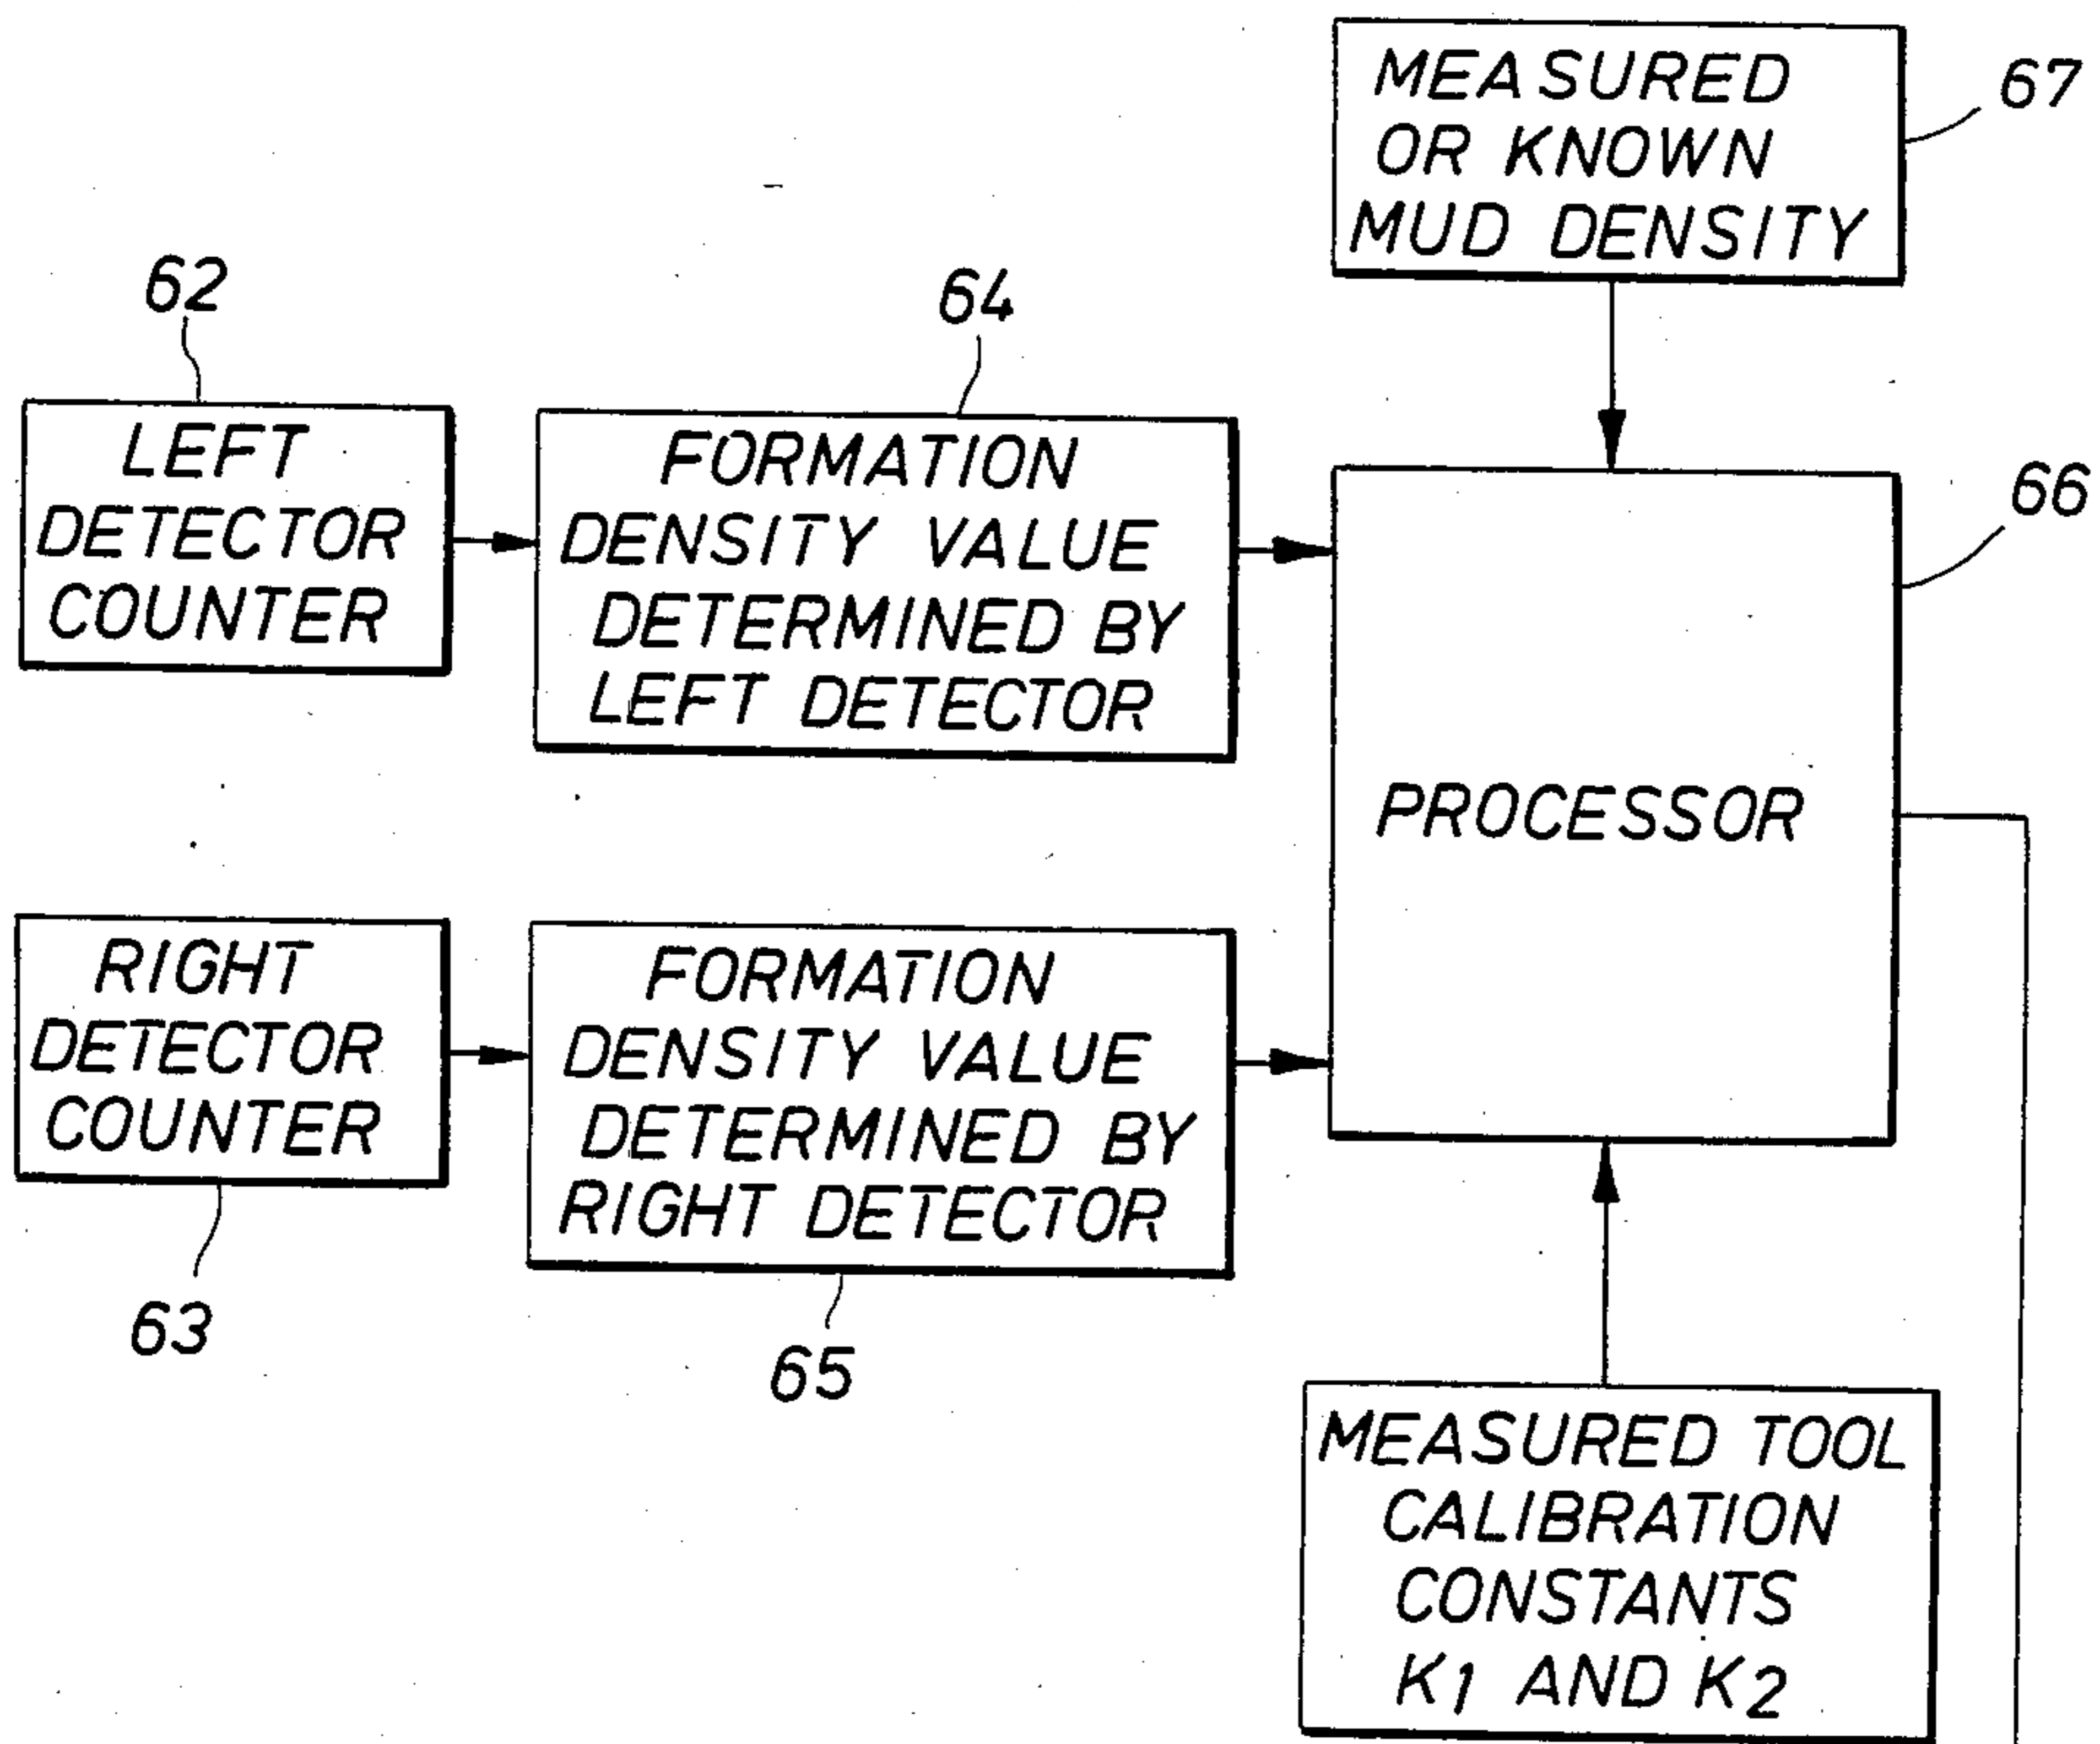 MEASURED
OR KNOWN
MUD DENSITY
67
62
64
LEFT
DETECTOR
COUNTER
FORMATION
DENSITY VALUE
DETERMINED BY
LEFT DETECTOR
66
PROCESSOR
RIGHT
DETECTOR
COUNTER
FORMATION
DENSITY VALUE
DETERMINED BY
RIGHT DETECTOR
63
65
MEASURED TOOL
CALIBRATION
CONSTANTS
K1 AND K2